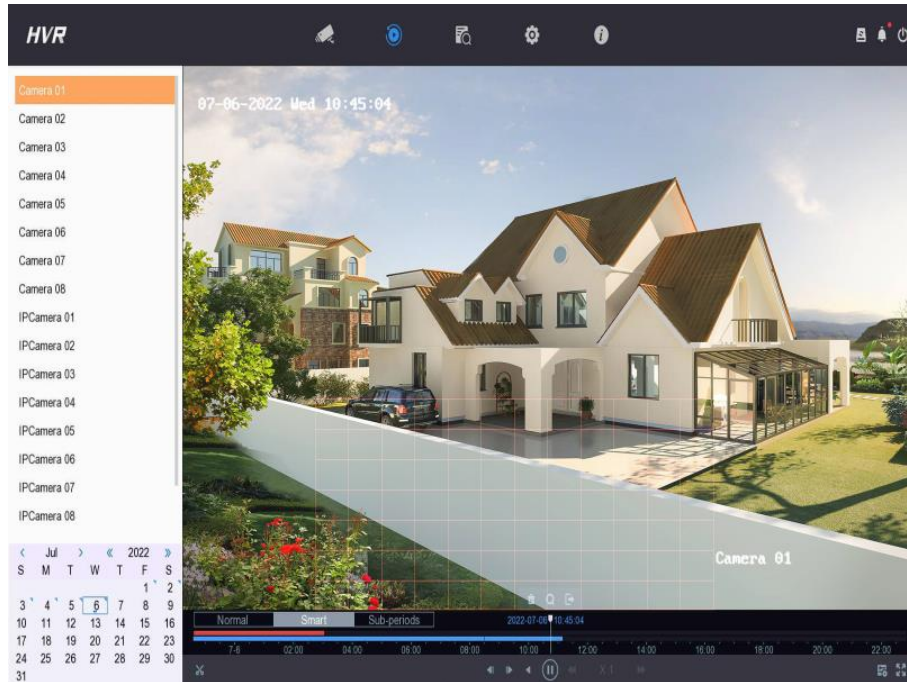 HVR
Camera 01
Camera 02
Camera 03
Camera 04
Camera 05
Camera 06
Camera 07
Camera 08
IPCamera 01
IPCamera 02
IPCamera 03
IPCamera 04
IPCamera 05
IPCamera 06
IPCamera 07
IPCamera 08
Jul 2022
S M T W T F S
1 2
3 4 5 6 7 8 9
10 11 12 13 14 15 16
17 18 19 20 21 22 23
24 25 26 27 28 29 30
31
07-06-2022 Wed 10:45:04
Camera 01
Normal Smart Sub-periods 2022-07-06 10:45:04
7-6 02:00 04:00 06:00 08:00 10:00 12:00 14:00 16:00 18:00 20:00 22:00
X 1